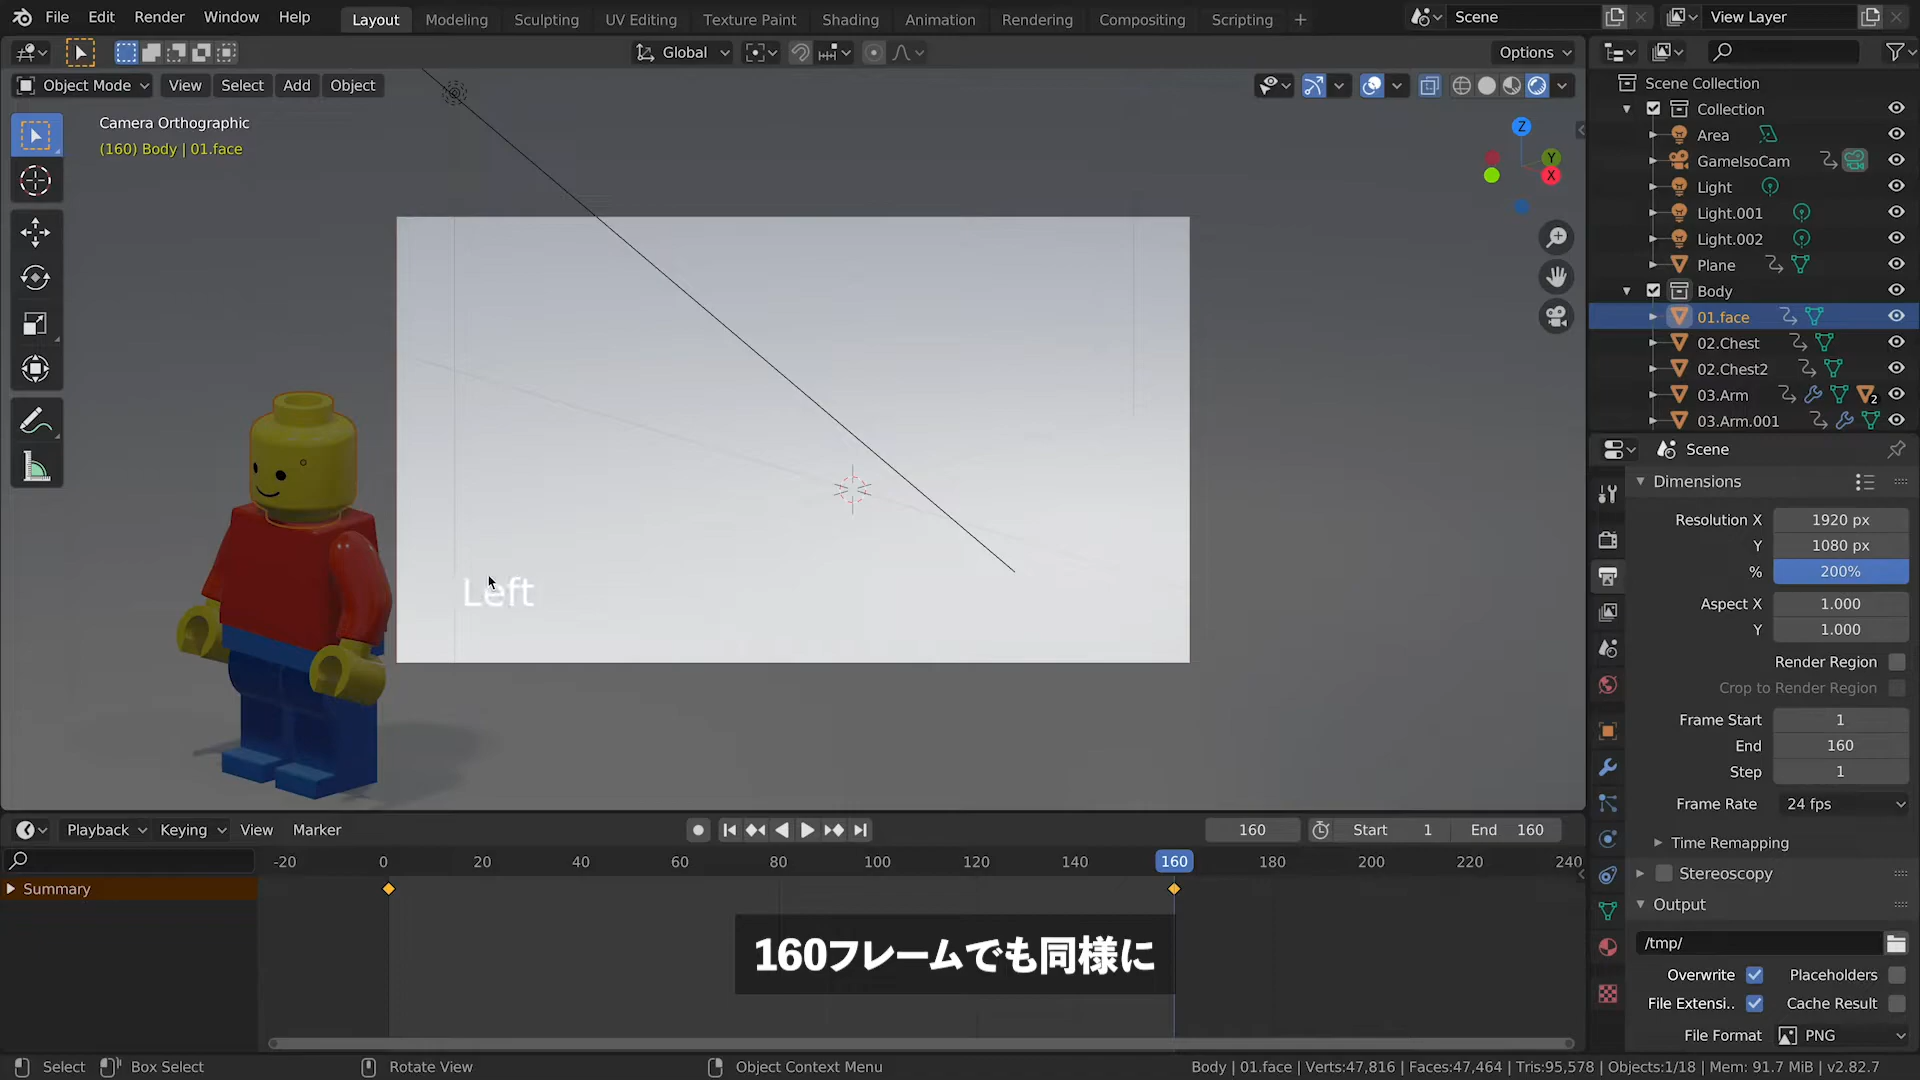 File Edit Render Window Help
Layout Modeling Sculpting UV Editing Texture Paint Shading Animation Rendering Compositing Scripting +
Scene
View Layer
Global
Options
Object Mode View Select Add Object
Camera Orthographic
(160) Body | 01.face
Z
Y
X
Left
Scene Collection
Collection
Area
GameIsoCam
Light
Light.001
Light.002
Plane
Body
01.face
02.Chest
02.Chest2
03.Arm
2
03.Arm.001
Scene
Dimensions
Resolution X 1920 px
Y 1080 px
% 200%
Aspect X 1.000
Y 1.000
Render Region
Crop to Render Region
Frame Start 1
End 160
Step 1
Frame Rate 24 fps
Time Remapping
Stereoscopy
Output
/tmp/
Overwrite Placeholders
File Extensi.. Cache Result
File Format PNG
Playback Keying View Marker
160 Start 1 End 160
-20 0 20 40 60 80 100 120 140 160 180 200 220 240
Summary
160フレームでも同様に
Select Box Select Rotate View Object Context Menu
Body | 01.face | Verts:47,816 | Faces:47,464 | Tris:95,578 | Objects:1/18 | Mem: 91.7 MiB | v2.82.7